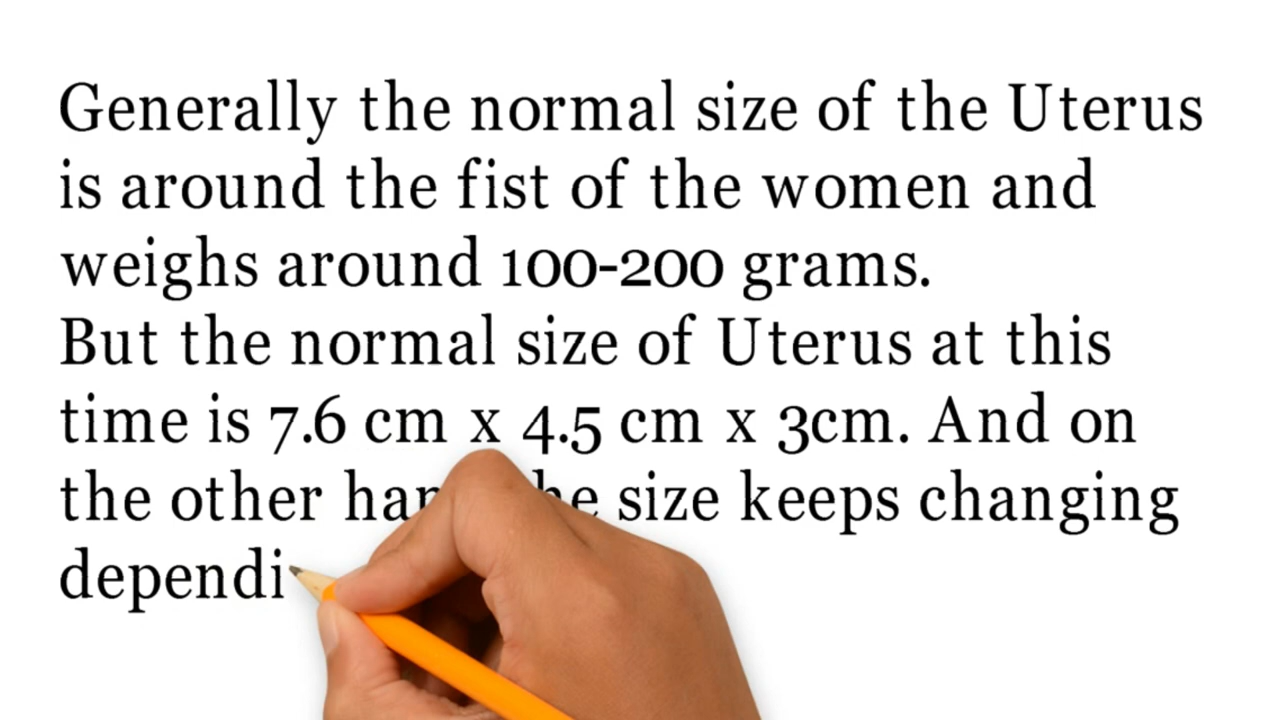 Generally the normal size of the Uterus
is around the fist of the women and
weighs around 100-200 grams.
But the normal size of Uterus at this
time is 7.6 cm x 4.5 cm x 3cm. And on
the other size keeps changing
dependi